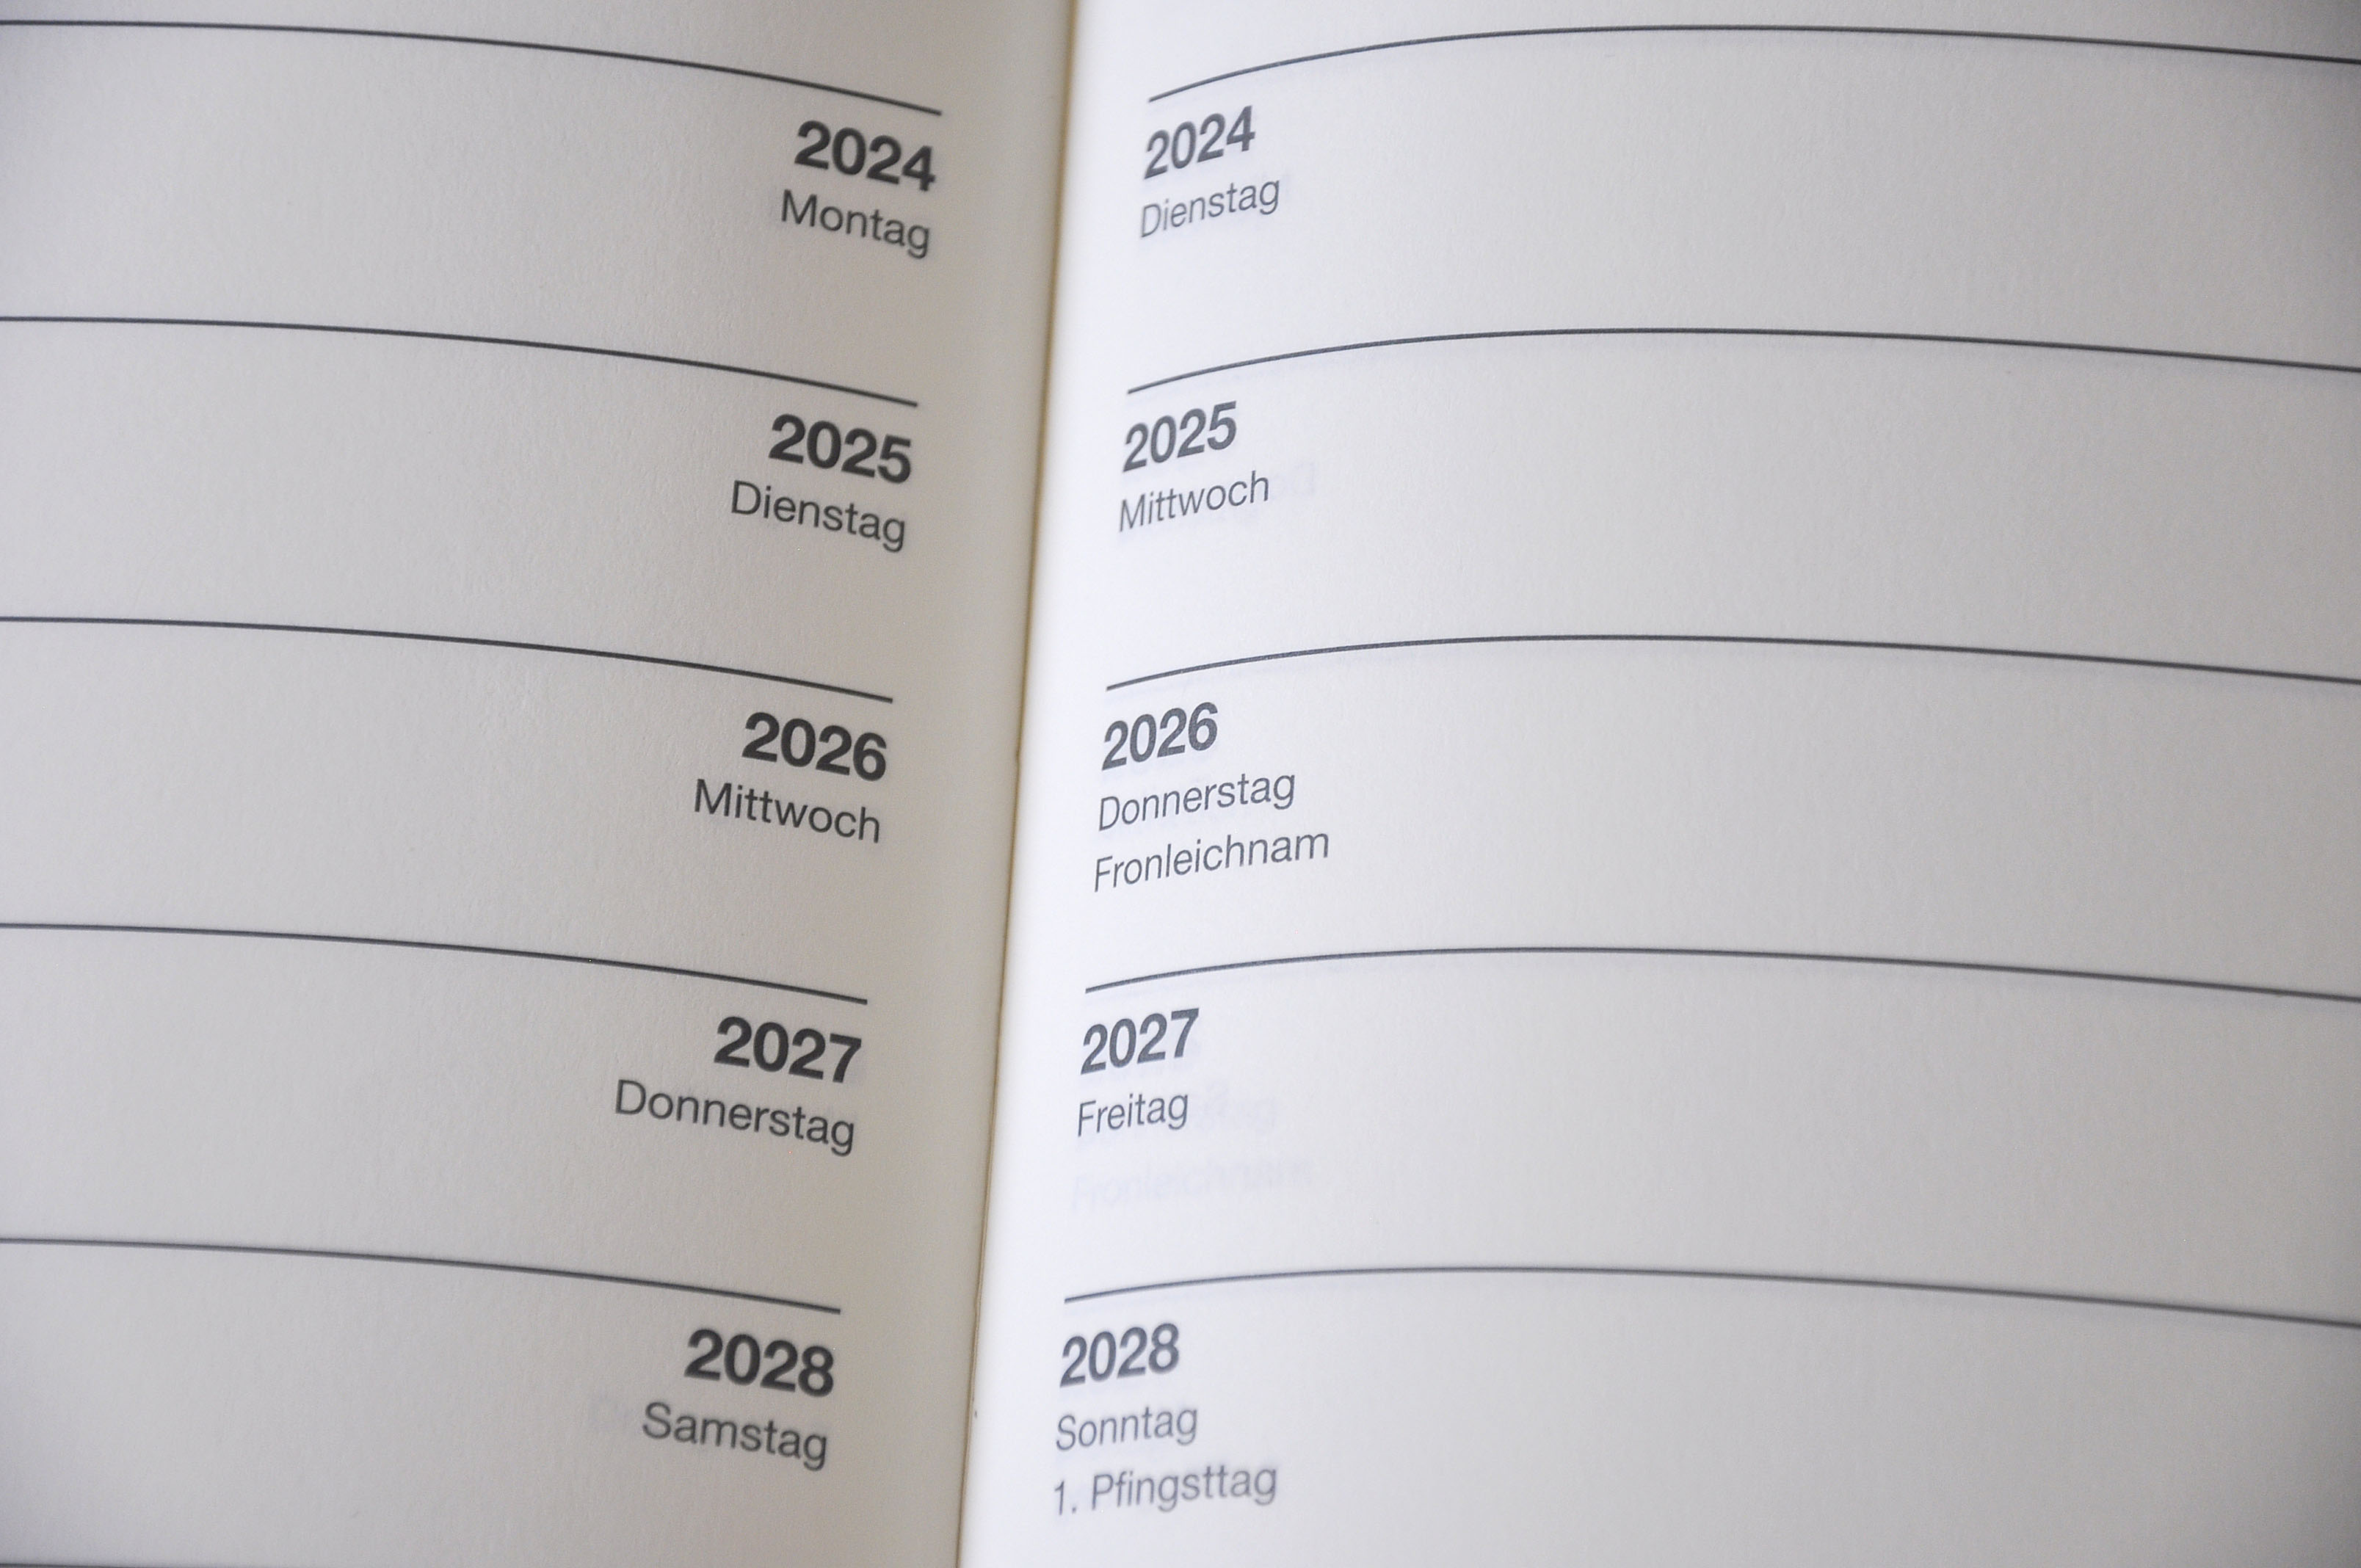 2024
Montag
2025
Dienstag
2026
Mittwoch
2027
Donnerstag
2028
Samstag
2024
Dienstag
2025
Mittwoch
2026
Donnerstag
Fronleichnam
2027
Freitag
2028
Sonntag
1. Pfingsttag